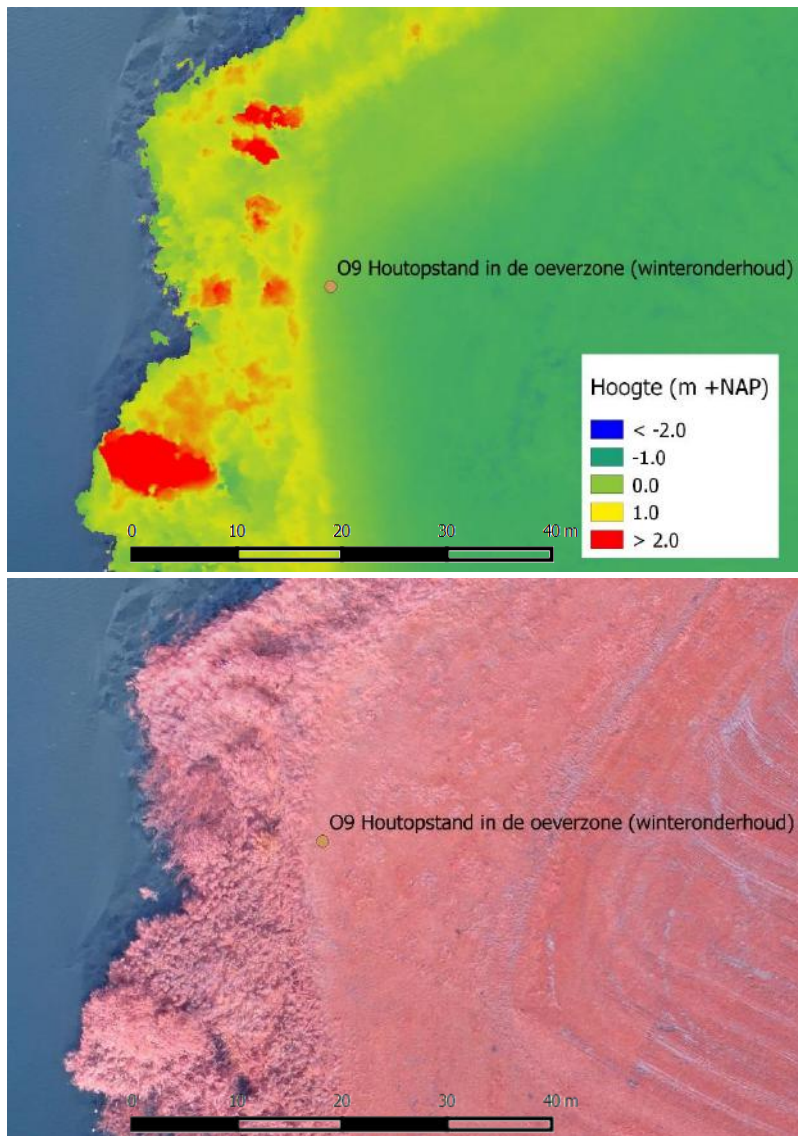 O9 Houtopstand in de oeverzone (winteronderhoud)
Hoogte (m +NAP)
< -2.0
-1.0
0.0
1.0
> 2.0
0 10 20 30 40 m
O9 Houtopstand in de oeverzone (winteronderhoud)
0 10 20 30 40 m